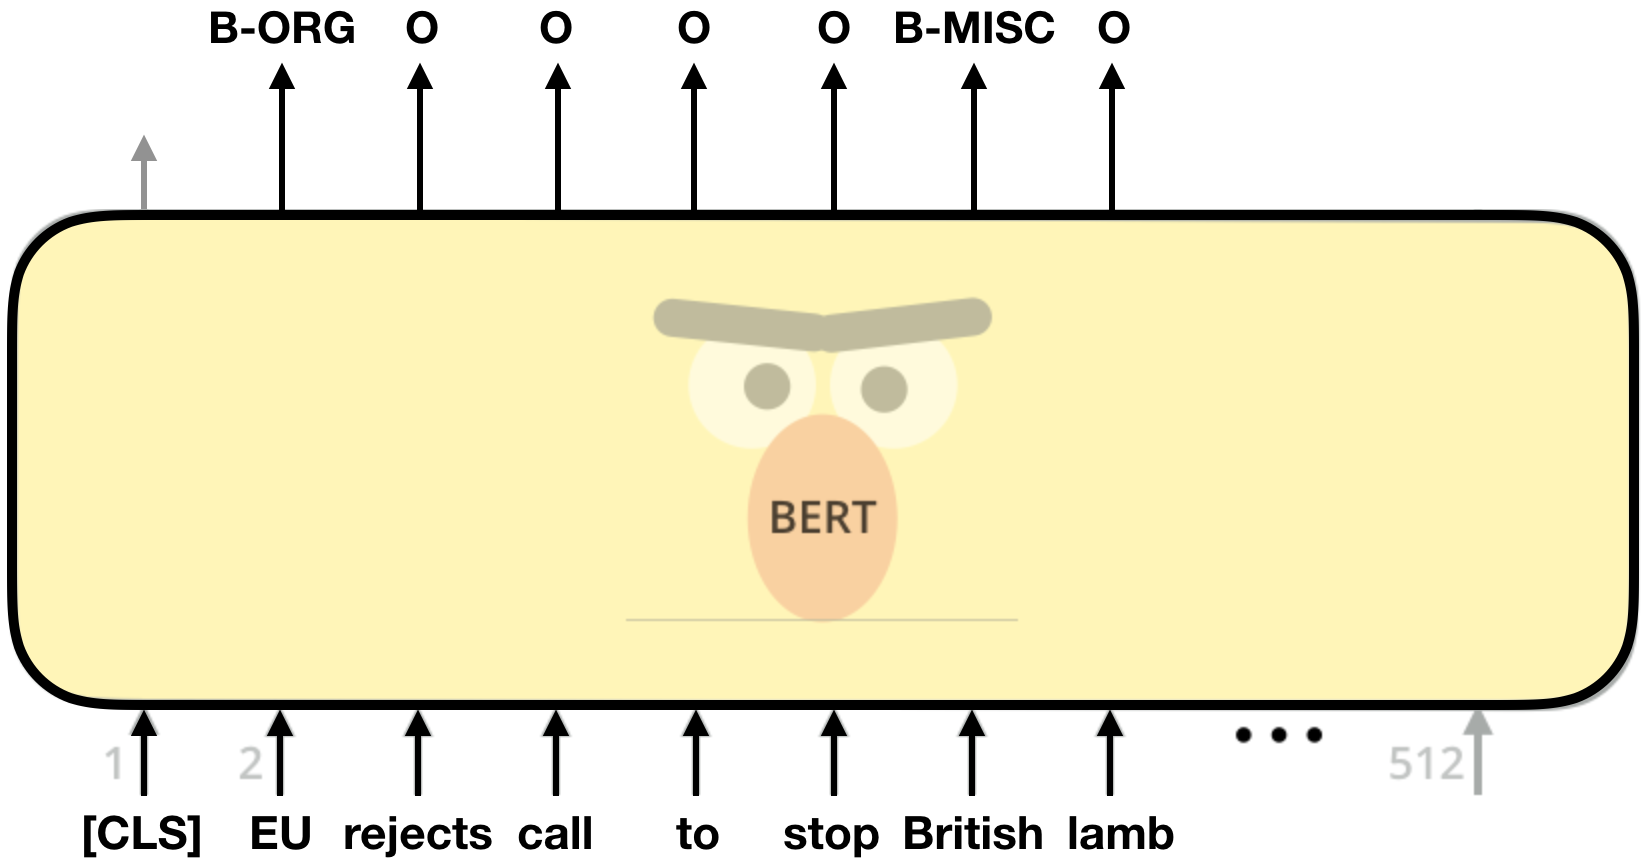 B-ORG O O O O B-MISC O
BERT
1 2 ••• 512
[CLS] EU rejects call to stop British lamb